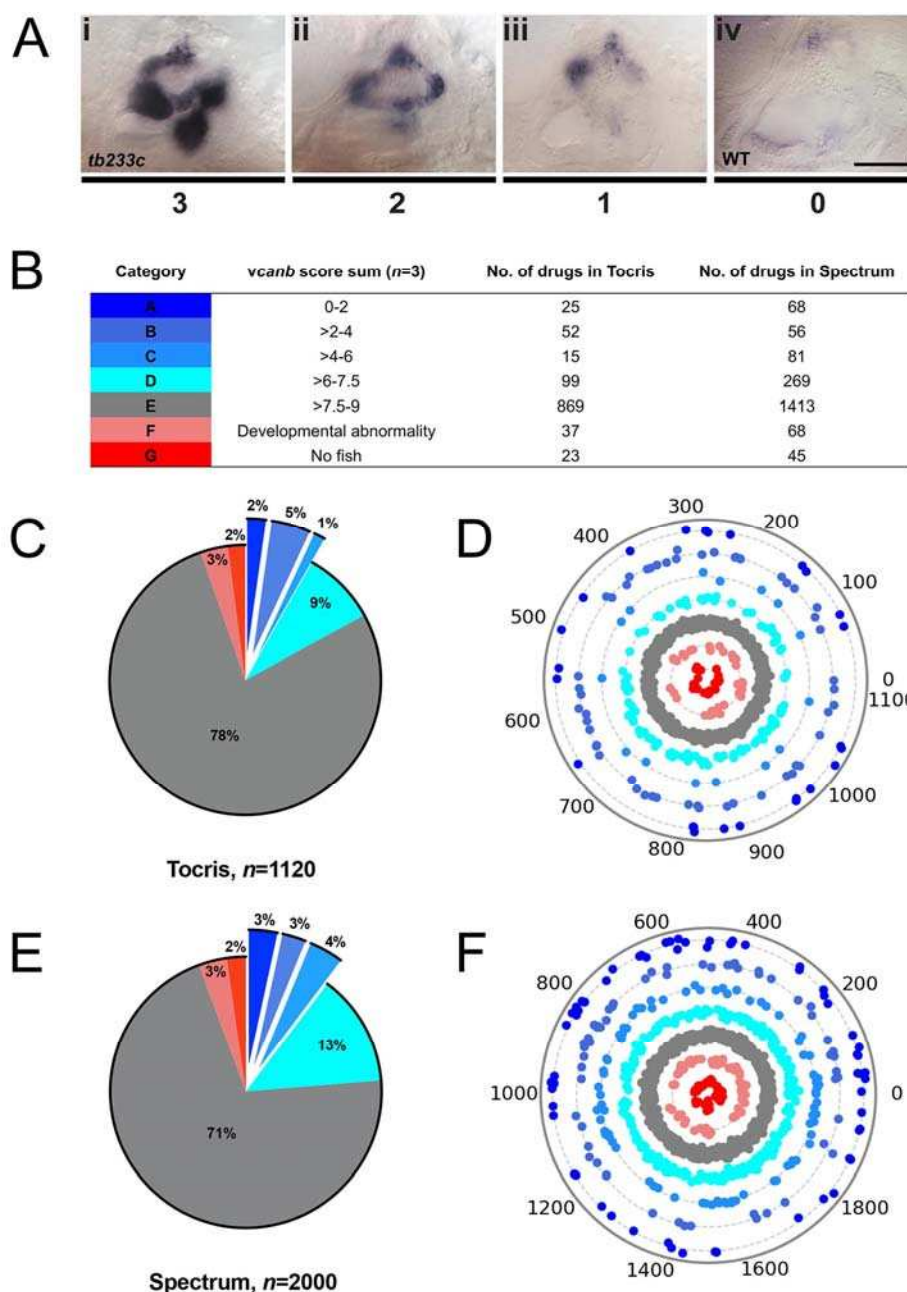 A
i
ii
iii
iv
tb233c
WT
3
2
1
0
B
Category vcanb score sum (n=3) No. of drugs in Tocris No. of drugs in Spectrum
A 0-2 25 68
B >2-4 52 56
C >4-6 15 81
D >6-7.5 99 269
E >7.5-9 869 1413
F Developmental abnormality 37 68
G No fish 23 45
C
2%
5%
1%
9%
78%
3%
2%
Tocris, n=1120
D
0
100
200
300
400
500
600
700
800
900
1000
1100
E
3%
3%
4%
13%
71%
3%
2%
Spectrum, n=2000
F
0
200
400
600
800
1000
1200
1400
1600
1800